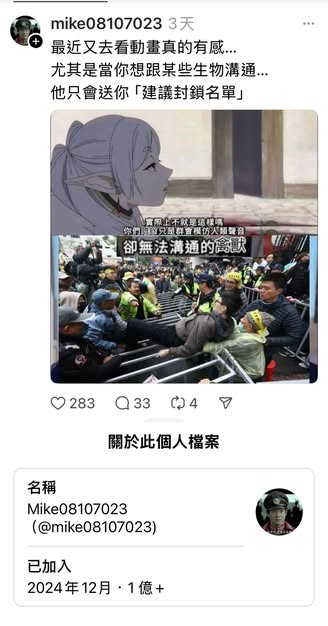 mike08107023 3天
最近又去看動畫真的有感...
尤其是當你想跟某些生物溝通...
他只會送你「建議封鎖名單」
實際上不就是這樣嗎
你們只是群會模仿人類聲音
卻無法溝通的禽獸
283 33 4
關於此個人檔案
名稱
Mike08107023
(@mike08107023)
已加入
2024年12月・1億+